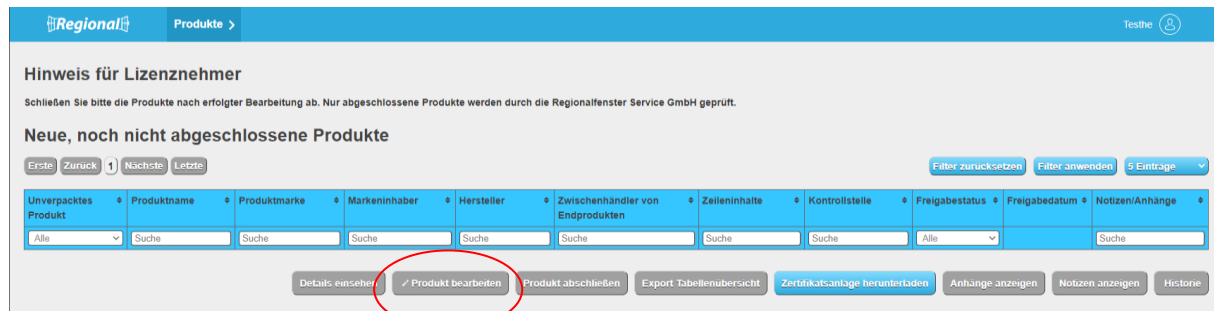 Regional
Produkte >
Testhe
Hinweis für Lizenznehmer
Schließen Sie bitte die Produkte nach erfolgter Bearbeitung ab. Nur abgeschlossene Produkte werden durch die Regionalfenster Service GmbH geprüft.
Neue, noch nicht abgeschlossene Produkte
Erste Zurück 1 Nächste Letzte
Filter zurücksetzen Filter anwenden 5 Einträge
Unverpacktes Produkt Produktname Produktmarke Markeninhaber Hersteller Zwischenhändler von Endprodukten Zeileninhalte Kontrollstelle Freigabestatus Freigabedatum Notizen/Anhänge
Alle Suche Suche Suche Suche Suche Suche Suche Alle Suche
Details einsehen Produkt bearbeiten Produkt abschließen Export Tabellenübersicht Zertifikatsanlage herunterladen Anhänge anzeigen Notizen anzeigen Historie